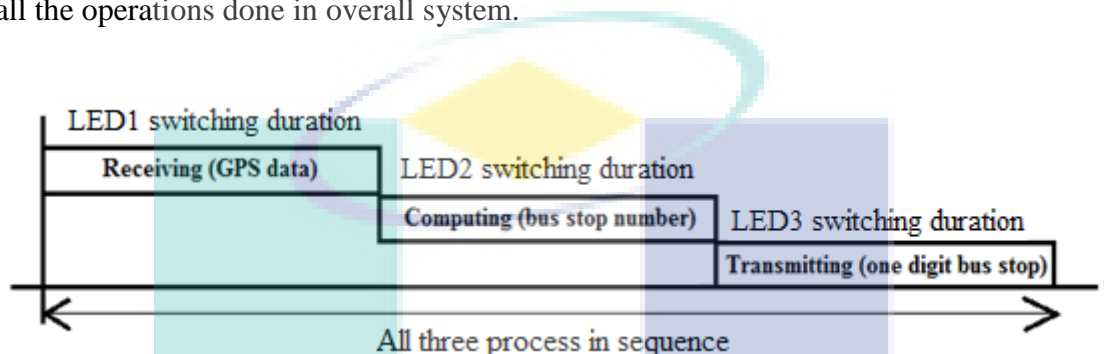 all the operations done in overall system.
LED1 switching duration
Receiving (GPS data)
LED2 switching duration
Computing (bus stop number)
LED3 switching duration
Transmitting (one digit bus stop)
All three process in sequence